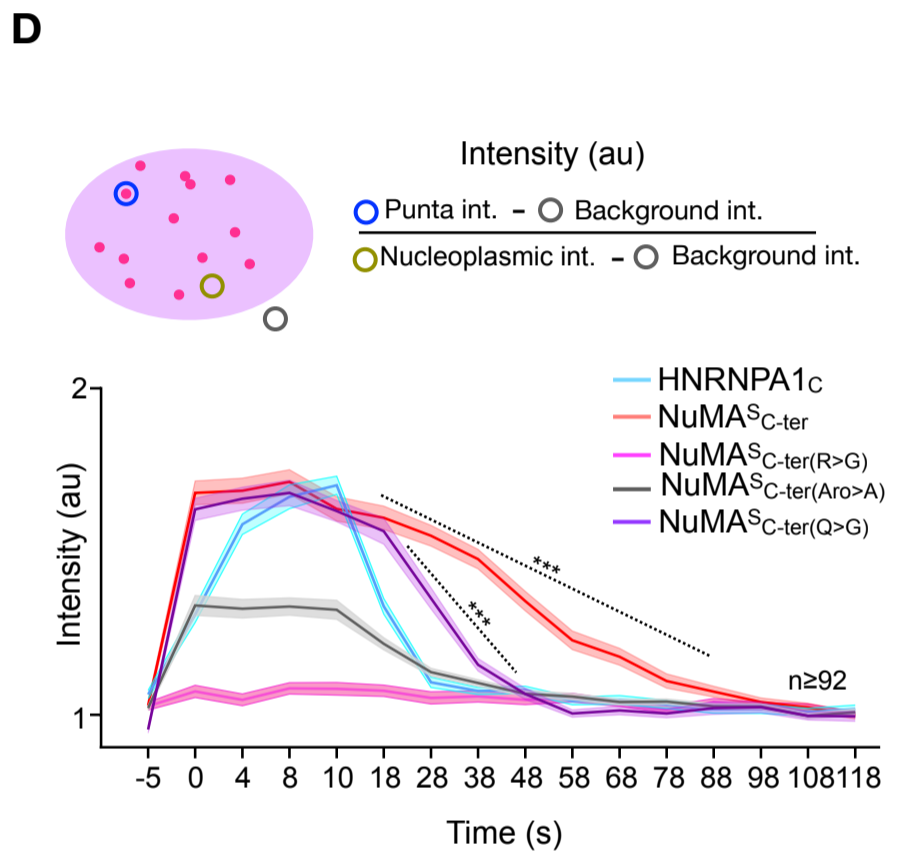 D
Intensity (au)
Punta int. - Background int.
Nucleoplasmic int. - Background int.
2
1
Intensity (au)
HNRNPA1C
NuMASC-ter
NuMASC-ter(R>G)
NuMASC-ter(Aro>A)
NuMASC-ter(Q>G)
***
***
n≥92
-5 0 4 8 10 18 28 38 48 58 68 78 88 98 108 118
Time (s)